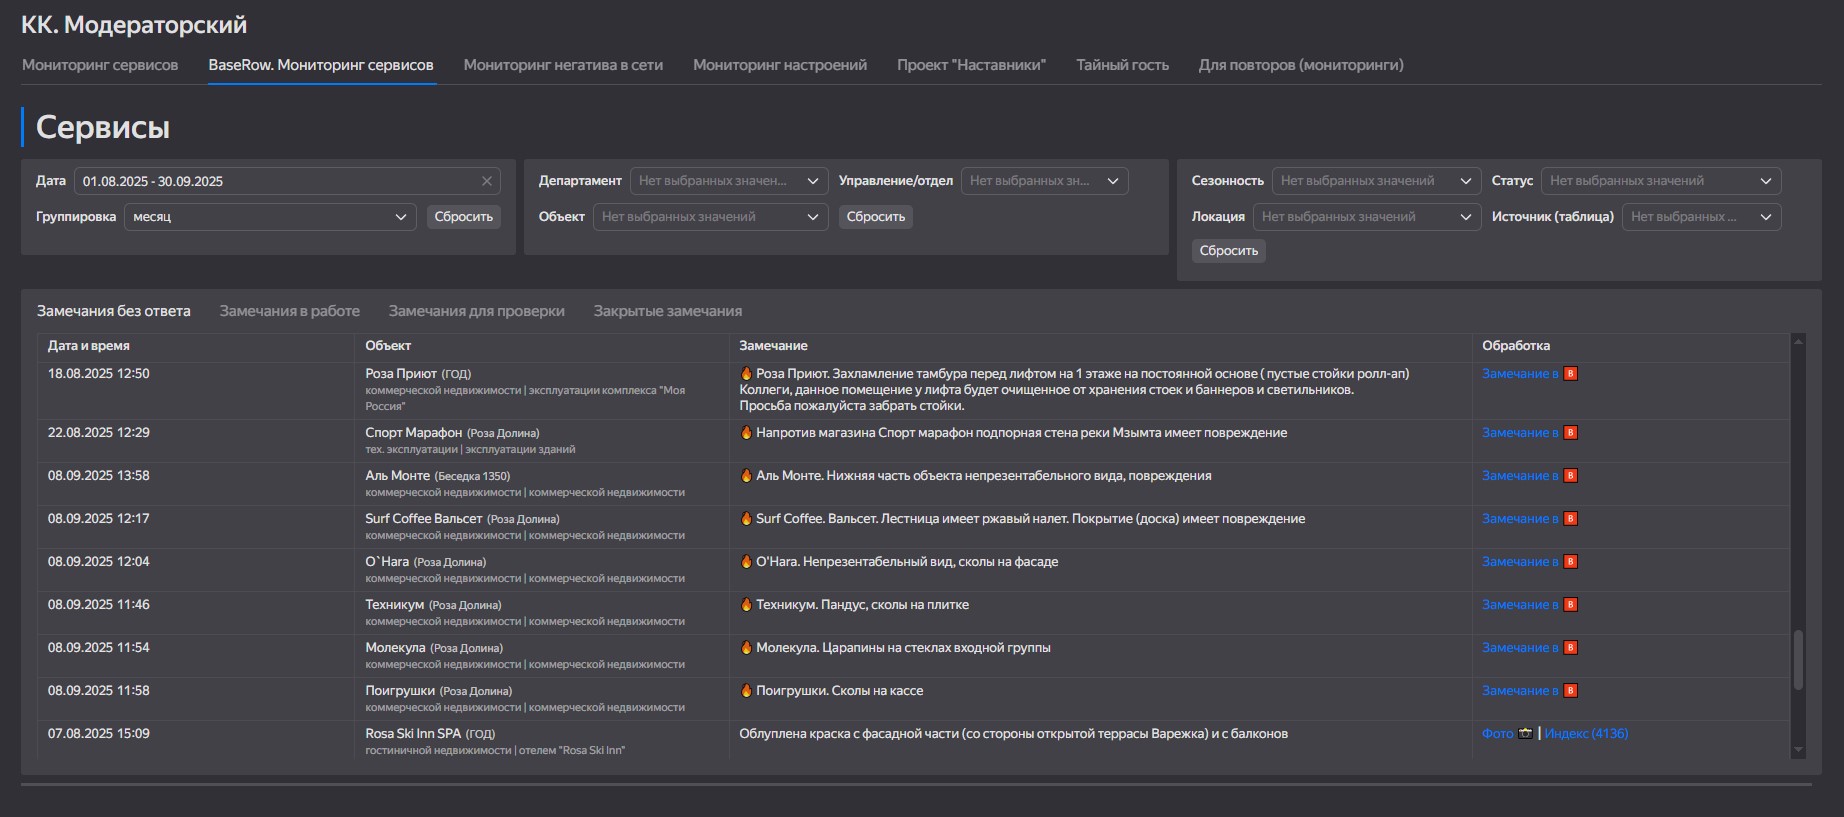 КК. Модераторский
Мониторинг сервисов BaseRow. Мониторинг сервисов Мониторинг негатива в сети Мониторинг настроений Проект "Наставники" Тайный гость Для повторов (мониторинги)
Сервисы
Дата 01.08.2025 - 30.09.2025
Группировка месяц Сбросить
Департамент Нет выбранных значен... Управление/отдел Нет выбранных зн...
Объект Нет выбранных значений Сбросить
Сезонность Нет выбранных значений Статус Нет выбранных значений
Локация Нет выбранных значений Источник (таблица) Нет выбранных ...
Сбросить
Замечания без ответа Замечания в работе Замечания для проверки Закрытые замечания
Дата и время Объект Замечание Обработка
18.08.2025 12:50
Роза Приют (ГОД)
коммерческой недвижимости | эксплуатации комплекса "Моя
Россия"
🔥 Роза Приют. Захламление тамбура перед лифтом на 1 этаже на постоянной основе ( пустые стойки ролл-ап)
Коллеги, данное помещение у лифта будет очищенное от хранения стоек и баннеров и светильников.
Просьба пожалуйста забрать стойки.
Замечание в B
22.08.2025 12:29
Спорт Марафон (Роза Долина)
тех. эксплуатации | эксплуатации зданий
🔥 Напротив магазина Спорт марафон подпорная стена реки Мзымта имеет повреждение
Замечание в B
08.09.2025 13:58
Аль Монте (Беседка 1350)
коммерческой недвижимости | коммерческой недвижимости
🔥 Аль Монте. Нижняя часть объекта непрезентабельного вида, повреждения
Замечание в B
08.09.2025 12:17
Surf Coffee Вальсет (Роза Долина)
коммерческой недвижимости | коммерческой недвижимости
🔥 Surf Coffee. Вальсет. Лестница имеет ржавый налет. Покрытие (доска) имеет повреждение
Замечание в B
08.09.2025 12:04
O`Hara (Роза Долина)
коммерческой недвижимости | коммерческой недвижимости
🔥 O'Hara. Непрезентабельный вид, сколы на фасаде
Замечание в B
08.09.2025 11:46
Техникум (Роза Долина)
коммерческой недвижимости | коммерческой недвижимости
🔥 Техникум. Пандус, сколы на плитке
Замечание в B
08.09.2025 11:54
Молекула (Роза Долина)
коммерческой недвижимости | коммерческой недвижимости
🔥 Молекула. Царапины на стеклах входной группы
Замечание в B
08.09.2025 11:58
Поигрушки (Роза Долина)
коммерческой недвижимости | коммерческой недвижимости
🔥 Поигрушки. Сколы на кассе
Замечание в B
07.08.2025 15:09
Rosa Ski Inn SPA (ГОД)
гостиничной недвижимости | отелем "Rosa Ski Inn"
Облуплена краска с фасадной части (со стороны открытой террасы Варежка) и с балконов
Фото 📷 | Индекс (4136)